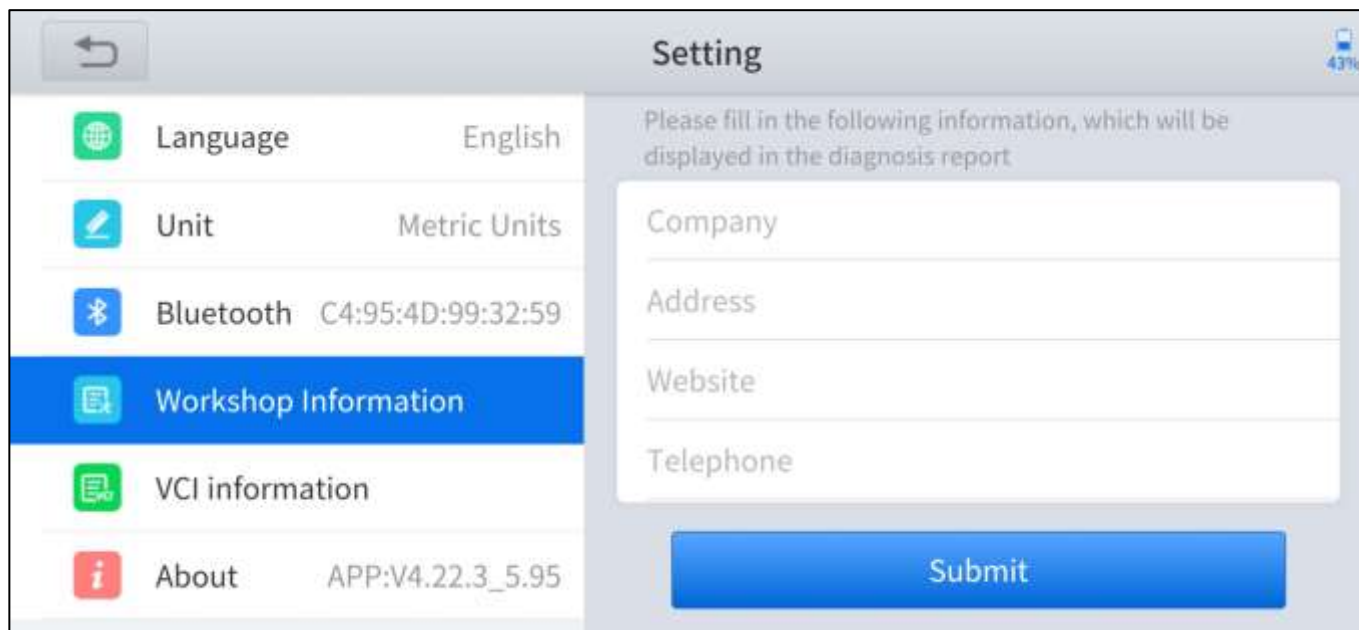 Setting
43%
Language English
Unit Metric Units
Bluetooth C4:95:4D:99:32:59
Workshop Information
VCI information
About APP:V4.22.3_5.95
Please fill in the following information, which will be
displayed in the diagnosis report
Company
Address
Website
Telephone
Submit